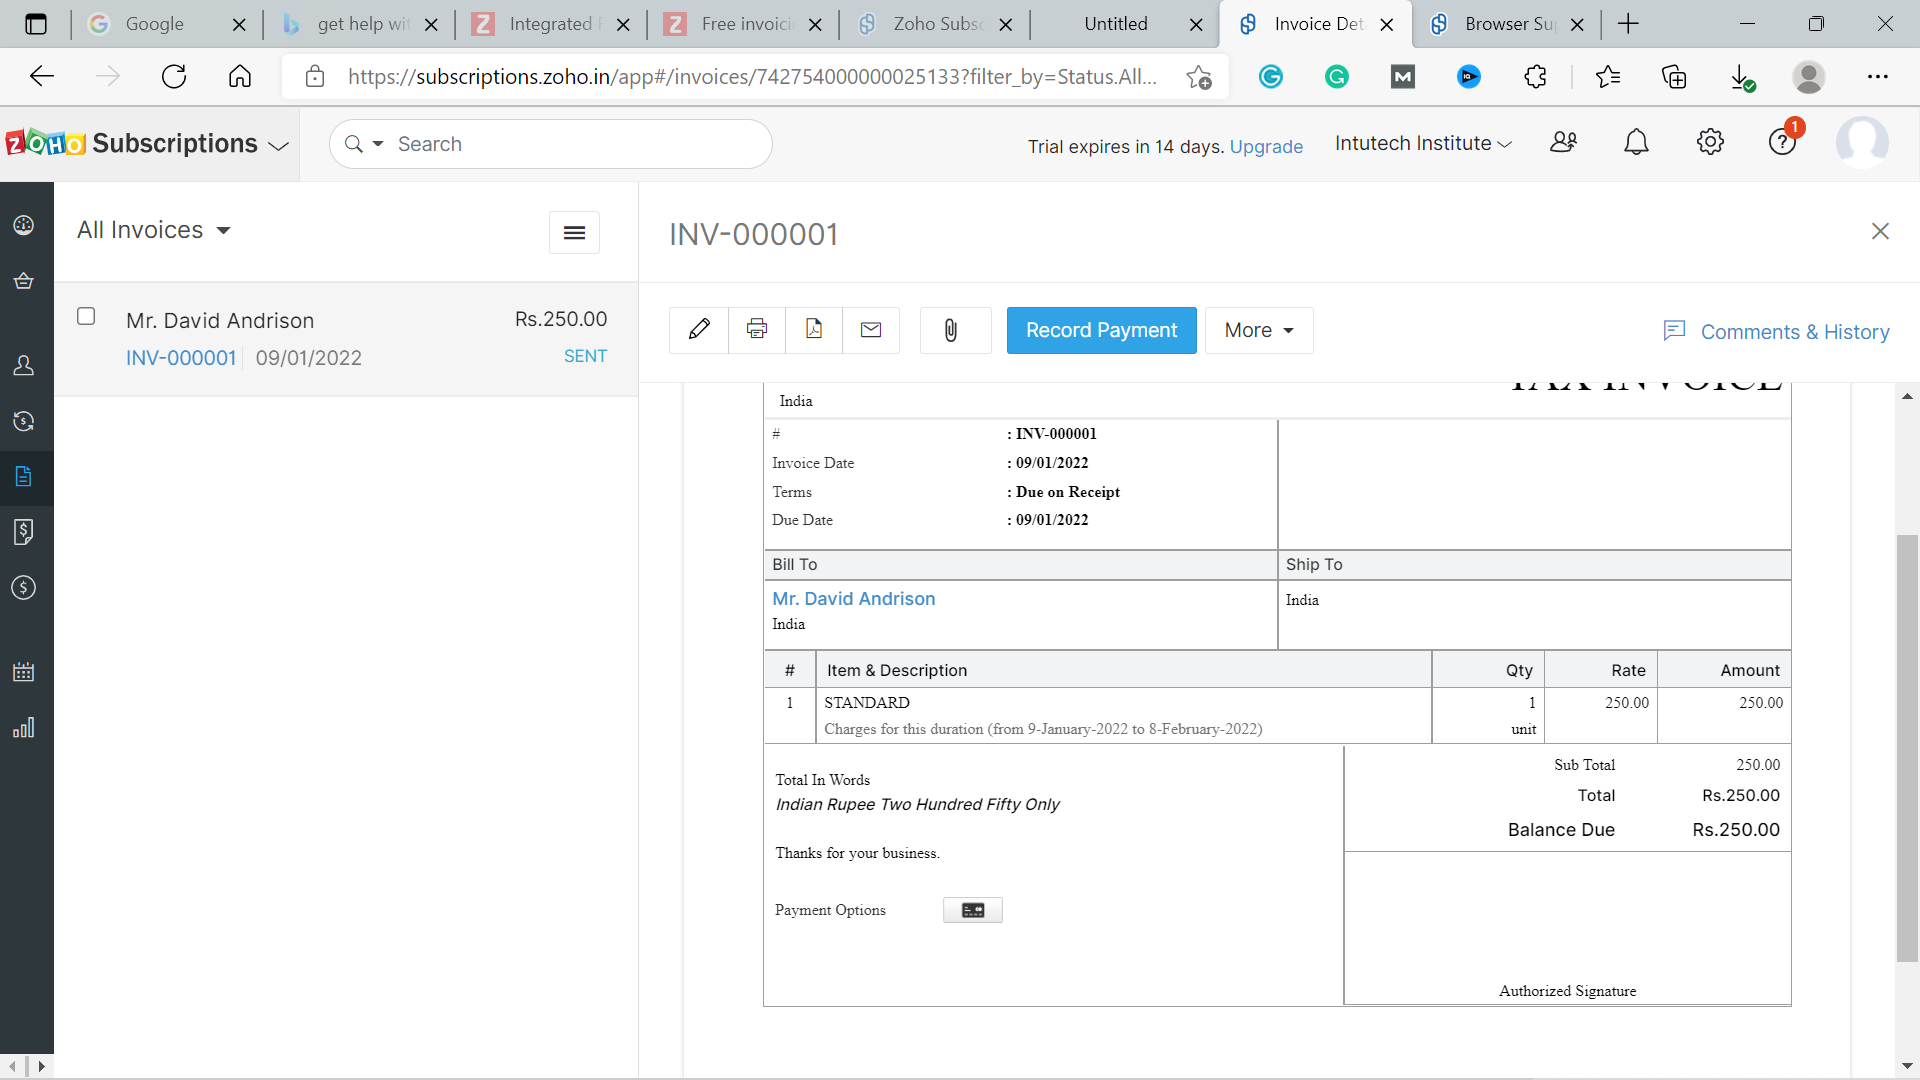 Google
get help wit
Integrated F
Free invoici
Zoho Subsc
Untitled
Invoice Det
Browser Sup
https://subscriptions.zoho.in/app#/invoices/742754000000025133?filter_by=Status.All...
ZOHO Subscriptions
Search
Trial expires in 14 days. Upgrade
Intutech Institute
1
All Invoices
Mr. David Andrison
Rs.250.00
INV-000001
09/01/2022
SENT
INV-000001
Record Payment
More
Comments & History
TAX INVOICE
India
# : INV-000001
Invoice Date : 09/01/2022
Terms : Due on Receipt
Due Date : 09/01/2022
Bill To
Ship To
Mr. David Andrison
India
India
# Item & Description Qty Rate Amount
1 STANDARD 1 250.00 250.00
Charges for this duration (from 9-January-2022 to 8-February-2022) unit
Sub Total 250.00
Total In Words
Total Rs.250.00
Indian Rupee Two Hundred Fifty Only
Balance Due Rs.250.00
Thanks for your business.
Payment Options
Authorized Signature